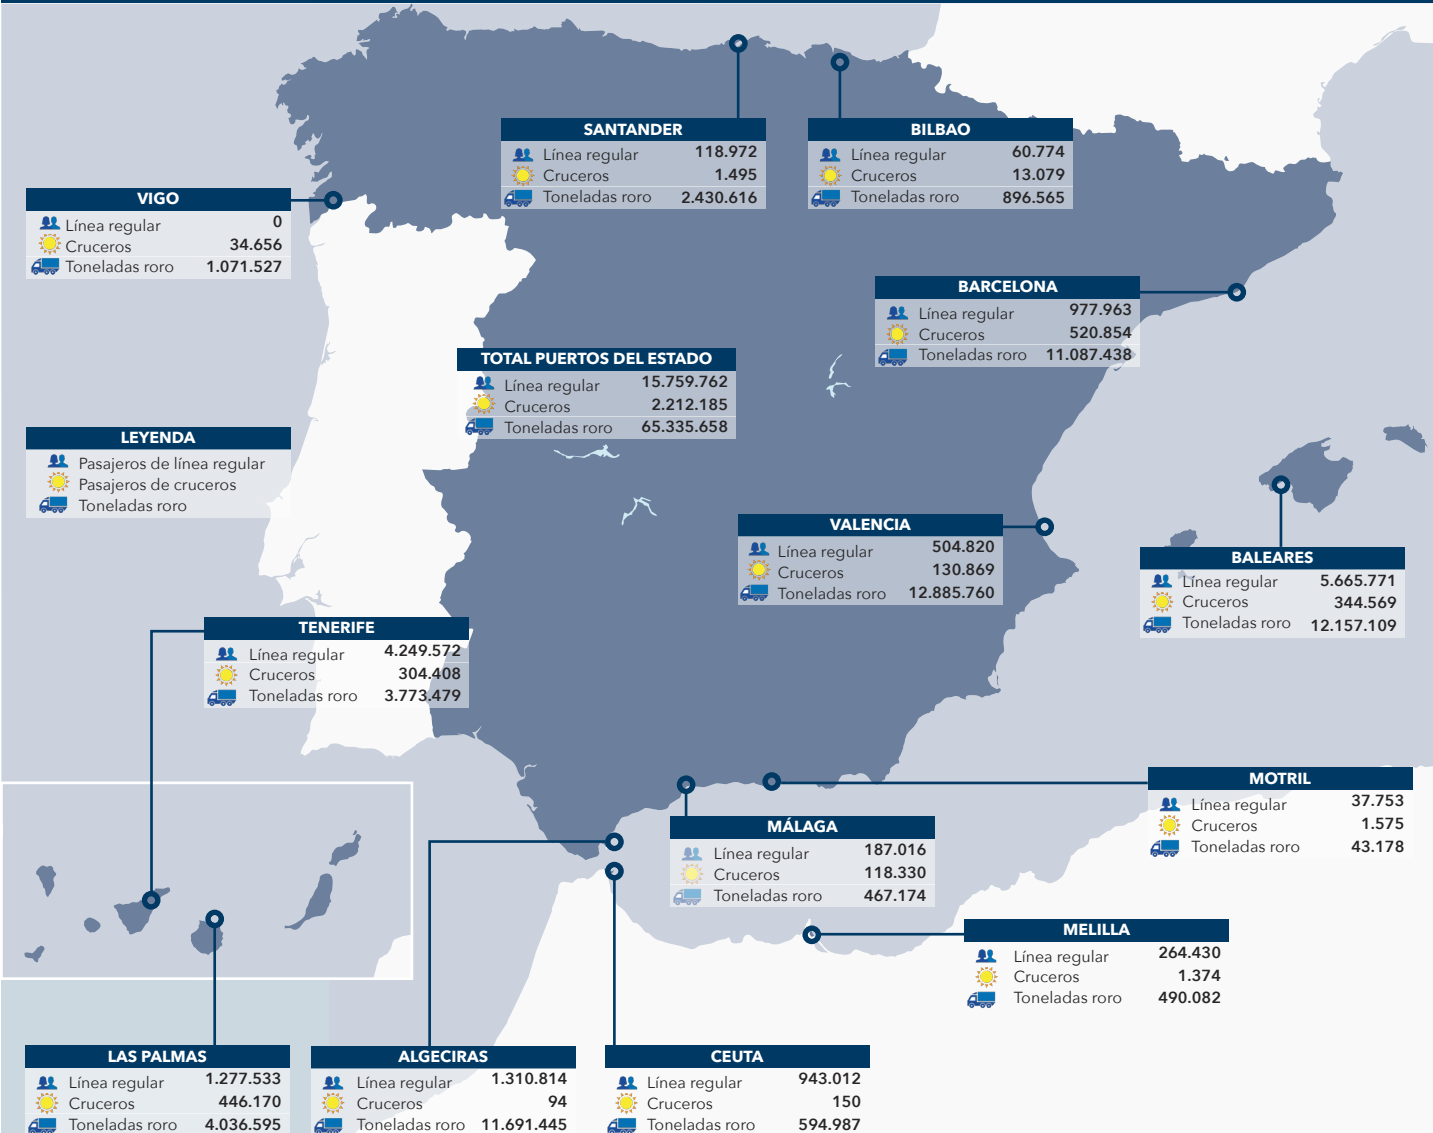 SANTANDER
Línea regular 118.972
Cruceros 1.495
Toneladas roro 2.430.616
BILBAO
Línea regular 60.774
Cruceros 13.079
Toneladas roro 896.565
VIGO
Línea regular 0
Cruceros 34.656
Toneladas roro 1.071.527
BARCELONA
Línea regular 977.963
Cruceros 520.854
Toneladas roro 11.087.438
TOTAL PUERTOS DEL ESTADO
Línea regular 15.759.762
Cruceros 2.212.185
Toneladas roro 65.335.658
LEYENDA
Pasajeros de línea regular
Pasajeros de cruceros
Toneladas roro
VALENCIA
Línea regular 504.820
Cruceros 130.869
Toneladas roro 12.885.760
BALEARES
Línea regular 5.665.771
Cruceros 344.569
Toneladas roro 12.157.109
TENERIFE
Línea regular 4.249.572
Cruceros 304.408
Toneladas roro 3.773.479
MOTRIL
Línea regular 37.753
Cruceros 1.575
Toneladas roro 43.178
MÁLAGA
Línea regular 187.016
Cruceros 118.330
Toneladas roro 467.174
MELILLA
Línea regular 264.430
Cruceros 1.374
Toneladas roro 490.082
LAS PALMAS
Línea regular 1.277.533
Cruceros 446.170
Toneladas roro 4.036.595
ALGECIRAS
Línea regular 1.310.814
Cruceros 94
Toneladas roro 11.691.445
CEUTA
Línea regular 943.012
Cruceros 150
Toneladas roro 594.987